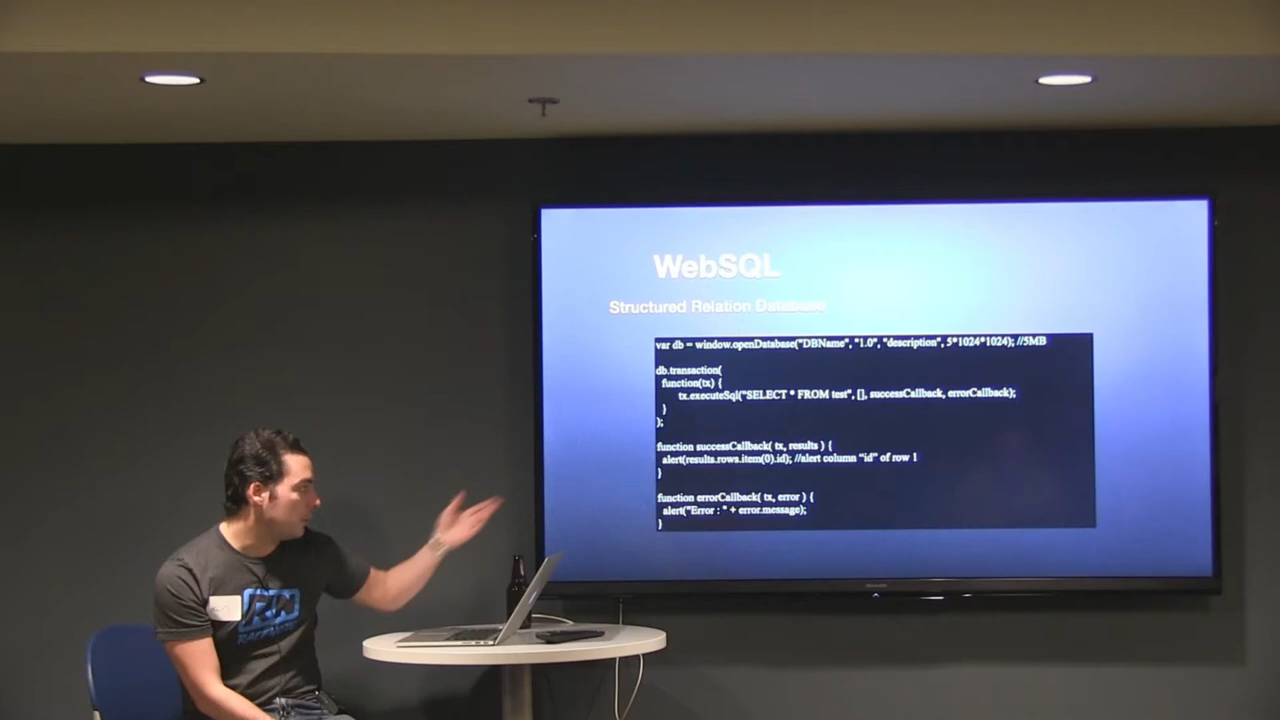 WebSQL
Structured Relation Database
var db = window.openDatabase("DBName", "1.0", "description", 5*1024*1024); //5MB
db.transaction(
function(tx) {
tx.executeSql("SELECT * FROM test", [], successCallback, errorCallback);
}
);
function successCallback( tx, results ) {
alert(results.rows.item(0).id); //alert column “id” of row 1
}
function errorCallback( tx, error ) {
alert("Error : " + error.message);
}